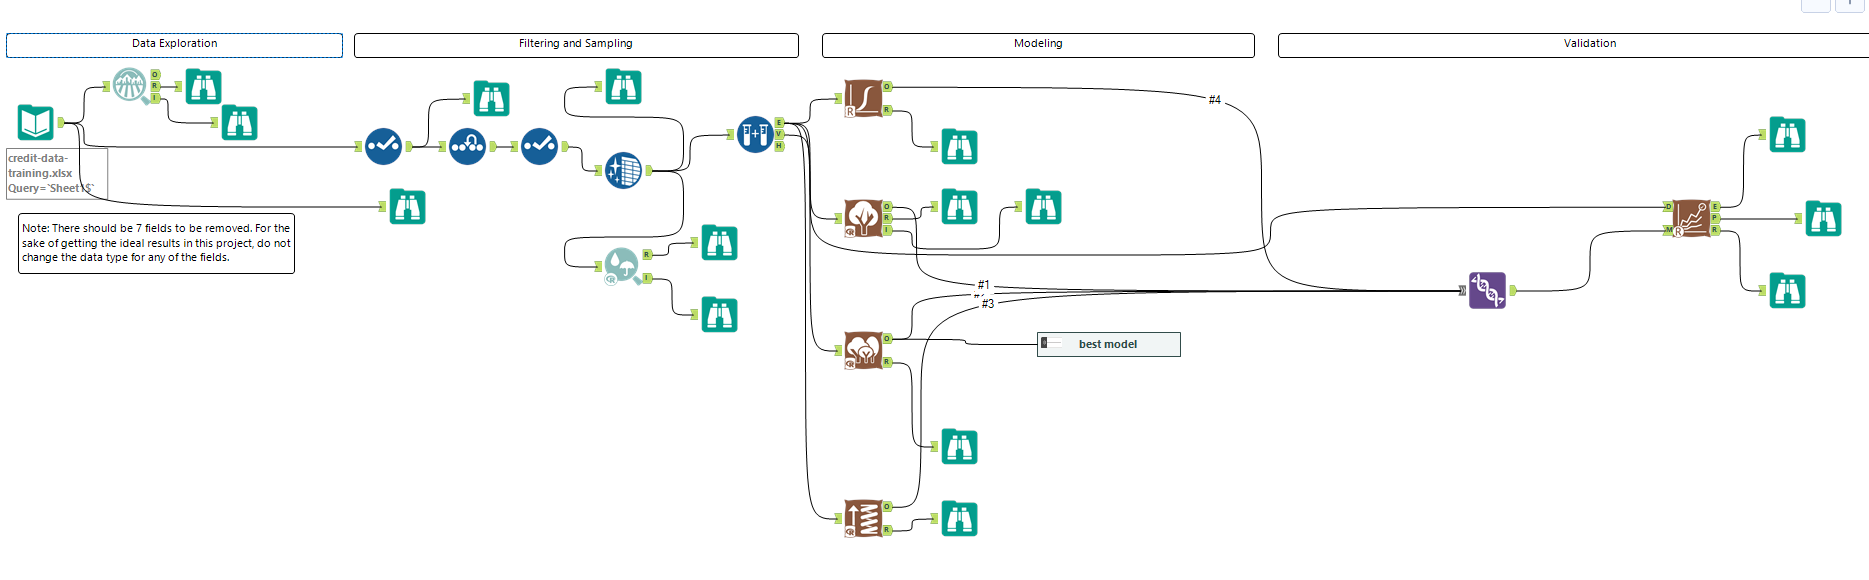 Data Exploration
Filtering and Sampling
Modeling
Validation
O
R
I
credit-data-
training.xlsx
Query=`Sheet1$`
Note: There should be 7 fields to be removed. For the
sake of getting the ideal results in this project, do not
change the data type for any of the fields.
R
I
E
V
H
O
R
R
#4
O
R
I
R
#1
#3
O
R
R
best model
O
R
R
D
M
R
E
P
R